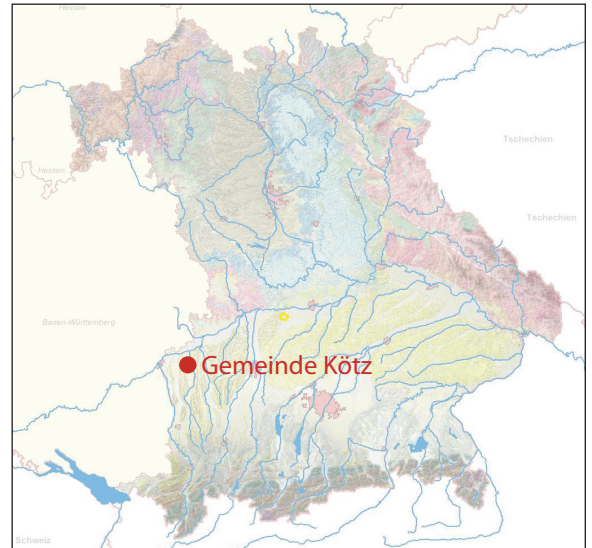 Hessen
Tschechien
Hessen
Tschechien
Baden-Württemberg
Gemeinde Kötz
Schweiz